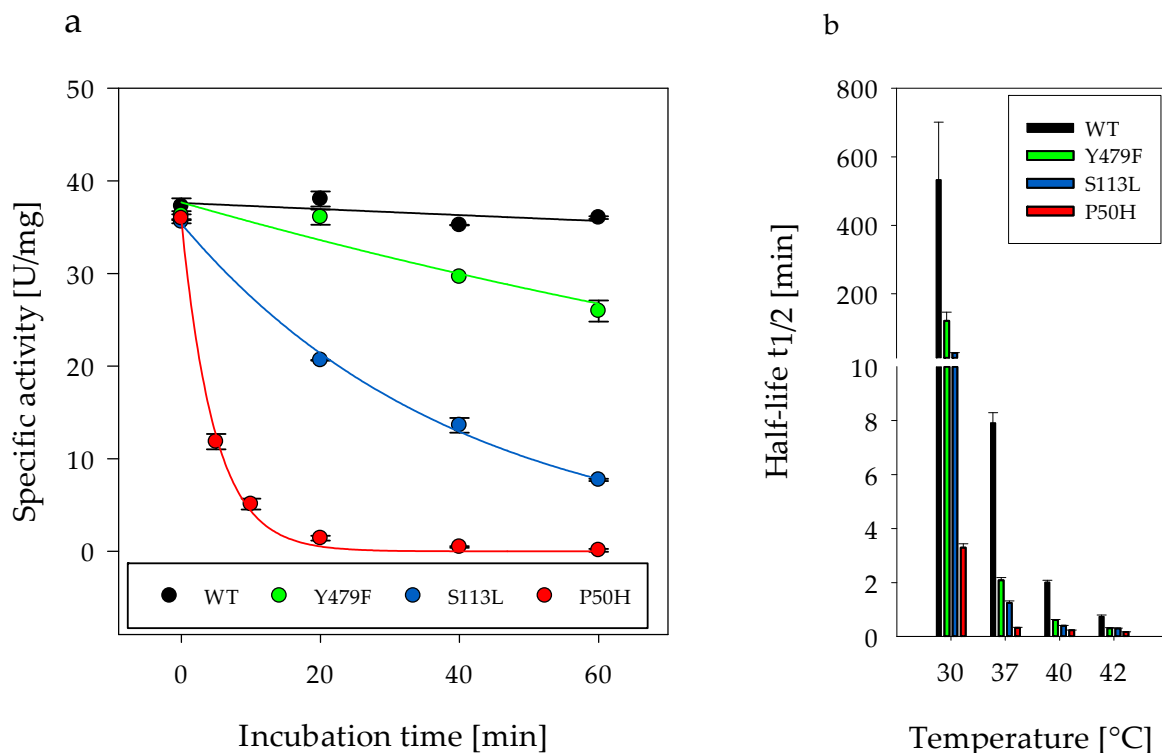 a
50
40
30
20
10
0
Specific activity [U/mg]
WT Y479F S113L P50H
0 20 40 60
Incubation time [min]
b
800
600
400
200
10
8
6
4
2
0
Half-life t1/2 [min]
WT
Y479F
S113L
P50H
30 37 40 42
Temperature [°C]